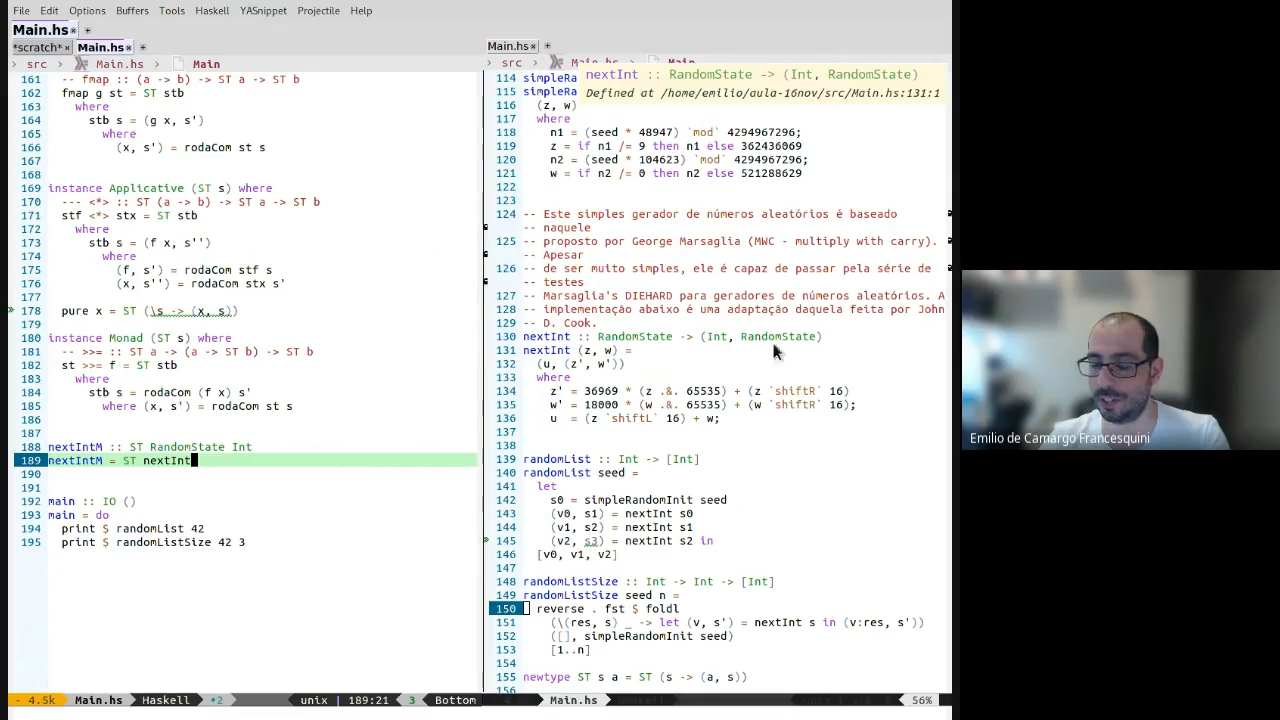 File Edit Options Buffers Tools Haskell YASnippet Projectile Help
Main.hs
*scratch* Main.hs
src Main.hs Main
161 -- fmap :: (a -> b) -> ST a -> ST b
162 fmap g st = ST stb
163 where
164 stb s = (g x, s')
165 where
166 (x, s') = rodaCom st s
167
168
169 instance Applicative (ST s) where
170 --- <*> :: ST (a -> b) -> ST a -> ST b
171 stf <*> stx = ST stb
172 where
173 stb s = (f x, s'')
174 where
175 (f, s') = rodaCom stf s
176 (x, s'') = rodaCom stx s'
177
178 pure x = ST (\s -> (x, s))
179
180 instance Monad (ST s) where
181 -- >>= : ST a -> (a -> ST b) -> ST b
182 st >>= f = ST stb
183 where
184 stb s = rodaCom (f x) s'
185 where (x, s') = rodaCom st s
186
187
188 nextIntM :: ST RandomState Int
189 nextIntM = ST nextInt
190
191
192 main :: IO ()
193 main = do
194 print $ randomList 42
195 print $ randomListSize 42 3
- 4.5k Main.hs Haskell •2 unix | 189:21 3 Bottom
Main.hs
src Main.hs Main
nextInt :: RandomState -> (Int, RandomState)
Defined at /home/emilio/aula-16nov/src/Main.hs:131:1
114 simpleRa
115 simpleRa
116 (z, w)
117 where
118 n1 = (seed * 48947) `mod` 4294967296;
119 z = if n1 /= 9 then n1 else 362436069
120 n2 = (seed * 104623) `mod` 4294967296;
121 w = if n2 /= 0 then n2 else 521288629
122
123
124 -- Este simples gerador de números aleatórios é baseado
-- naquele
125 -- proposto por George Marsaglia (MWC - multiply with carry).
-- Apesar
126 -- de ser muito simples, ele é capaz de passar pela série de
-- testes
127 -- Marsaglia's DIEHARD para geradores de números aleatórios. A
128 -- implementação abaixo é uma adaptação daquela feita por John
129 -- D. Cook.
130 nextInt :: RandomState -> (Int, RandomState)
131 nextInt (z, w) =
132 (u, (z', w'))
133 where
134 z' = 36969 * (z .&. 65535) + (z `shiftR` 16)
135 w' = 18000 * (w .&. 65535) + (w `shiftR` 16);
136 u = (z `shiftL` 16) + w;
137
138
139 randomList :: Int -> [Int]
140 randomList seed =
141 let
142 s0 = simpleRandomInit seed
143 (v0, s1) = nextInt s0
144 (v1, s2) = nextInt s1
145 (v2, s3) = nextInt s2 in
146 [v0, v1, v2]
147
148 randomListSize :: Int -> Int -> [Int]
149 randomListSize seed n =
150 reverse . fst $ foldl
151 (\(res, s) _ -> let (v, s') = nextInt s in (v:res, s'))
152 ([], simpleRandomInit seed)
153 [1..n]
154
155 newtype ST s a = ST (s -> (a, s))
156
Main.hs 56%
Emilio de Camargo Francesquini